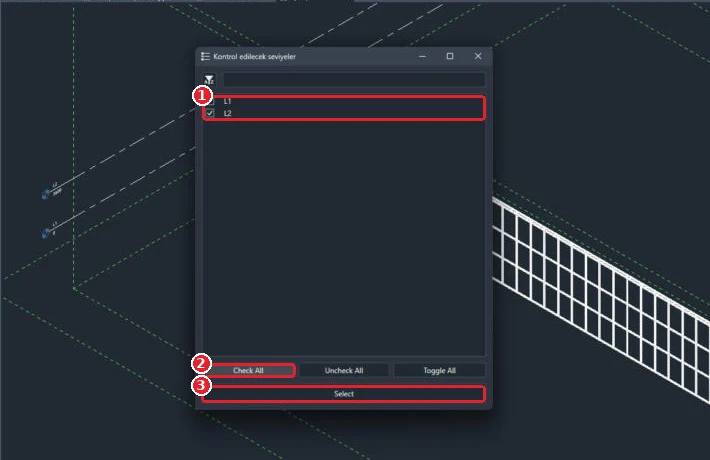 Kontrol edilecek seviyeler
1
L1
L2
2
Check All
Uncheck All
Toggle All
3
Select